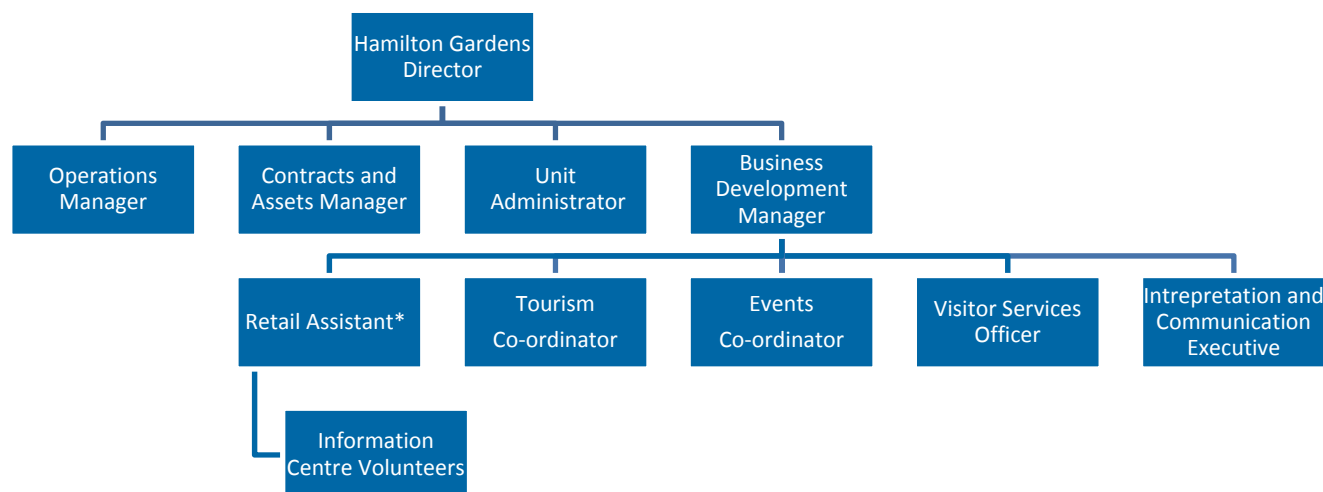 Hamilton Gardens
Director
Operations
Manager
Contracts and
Assets Manager
Unit
Administrator
Business
Development
Manager
Retail Assistant*
Tourism
Co-ordinator
Events
Co-ordinator
Visitor Services
Officer
Intrepretation and
Communication
Executive
Information
Centre Volunteers